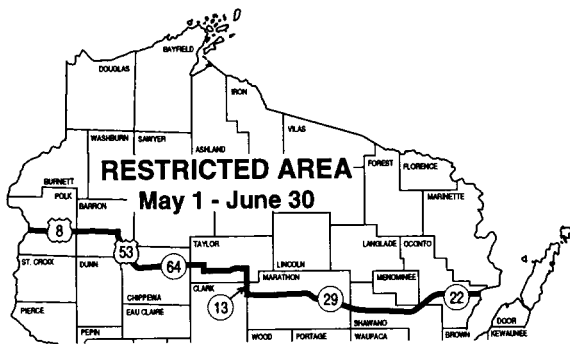 BAYFIELD
DOUGLAS
IRON
VILAS
WASHBURN SAWYER
ASHLAND
FOREST FLORENCE
RESTRICTED AREA
May 1 - June 30
BURNETT
POLK
BARRON
MARINETTE
8
53
TAYLOR
LANGLADE OCONTO
ST. CROIX
DUNN
64
LINCOLN
MARATHON
MENOMINEE
CLARK
CHIPPEWA
13
29
22
PIERCE
EAU CLAIRE
SHAWANO
DOOR
PEPIN
WOOD
PORTAGE
WAUPACA
BROWN
KEWAUNEE